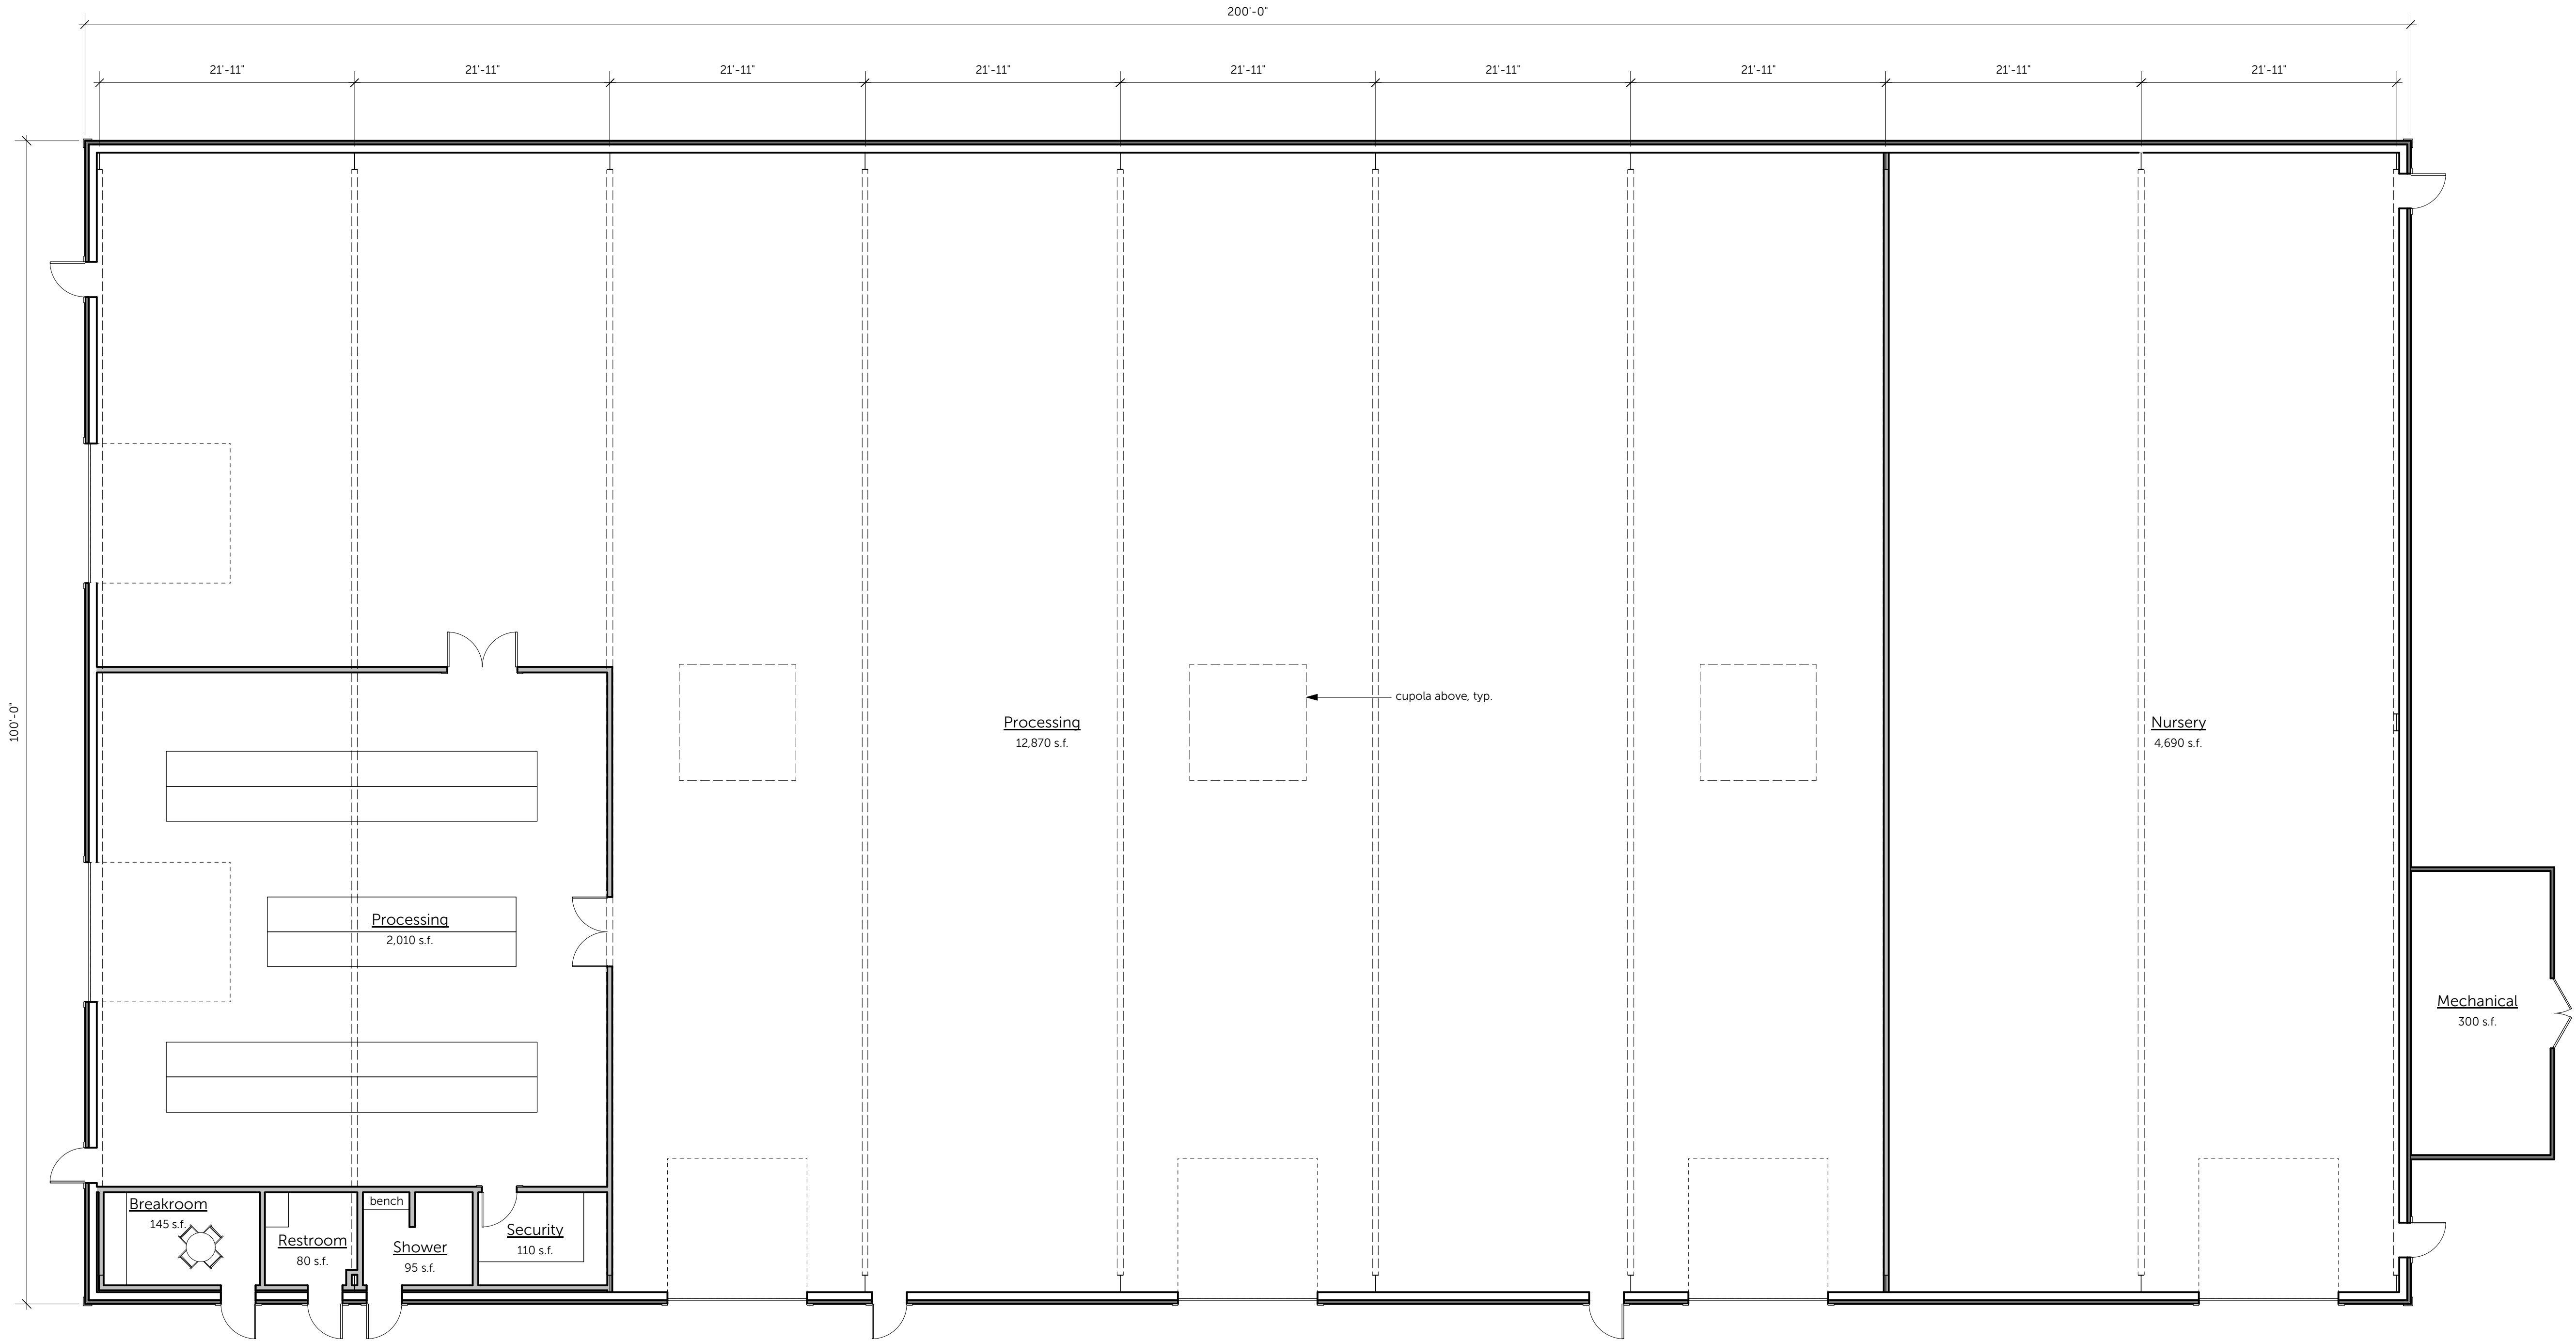 200'-0"
21'-11"
21'-11"
21'-11"
21'-11"
21'-11"
21'-11"
21'-11"
21'-11"
21'-11"
100'-0"
cupola above, typ.
Processing
12,870 s.f.
Nursery
4,690 s.f.
Processing
2,010 s.f.
Mechanical
300 s.f.
Breakroom
145 s.f.
Restroom
80 s.f.
bench
Shower
95 s.f.
Security
110 s.f.